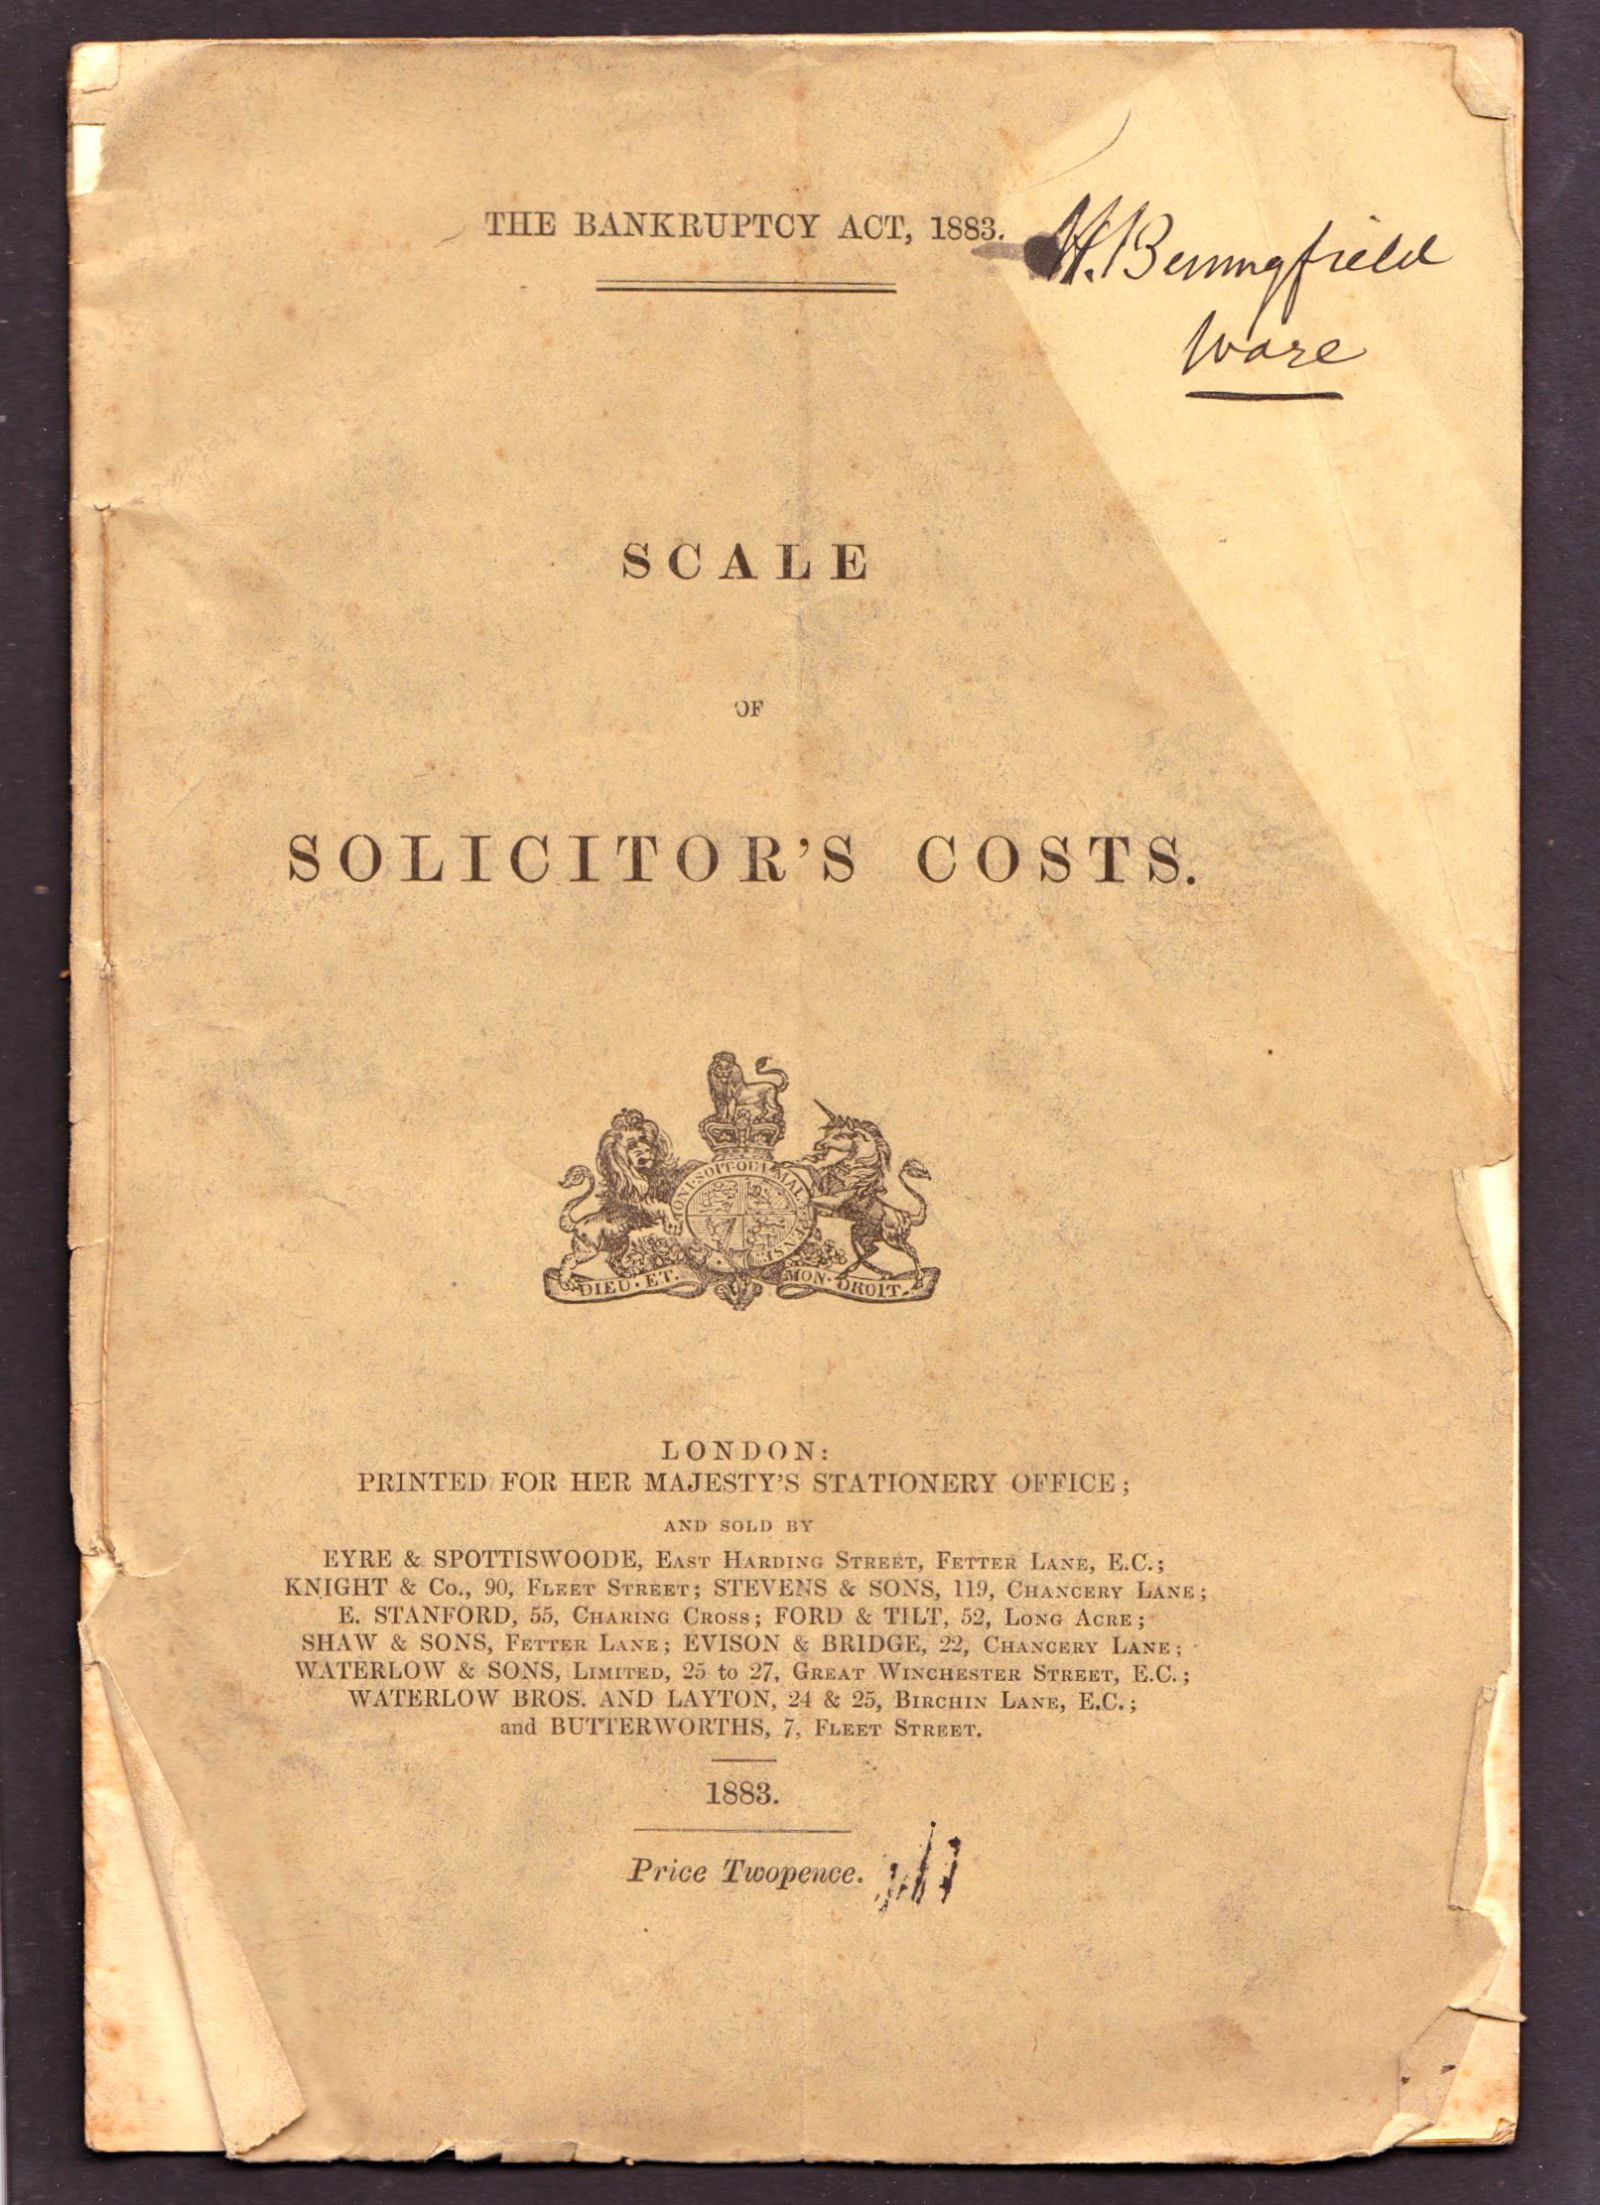 THE BANKRUPTCY ACT, 1883.
H. Benningfield
Ware
SCALE
OF
SOLICITOR'S COSTS.
HONI·SOIT·QUI·MAL
DIEU·ET· MON·DROIT.
LONDON:
PRINTED FOR HER MAJESTY'S STATIONERY OFFICE;
AND SOLD BY
EYRE & SPOTTISWOODE, EAST HARDING STREET, FETTER LANE, E.C.;
KNIGHT & Co., 90, FLEET STREET; STEVENS & SONS, 119, CHANCERY LANE;
E. STANFORD, 55, CHARING CROSS; FORD & TILT, 52, LONG ACRE;
SHAW & SONS, FETTER LANE; EVISON & BRIDGE, 22, CHANCERY LANE;
WATERLOW & SONS, LIMITED, 25 to 27, GREAT WINCHESTER STREET, E.C.;
WATERLOW BROS. AND LAYTON, 24 & 25, BIRCHIN LANE, E.C.;
and BUTTERWORTHS, 7, FLEET STREET.
1883.
Price Twopence.